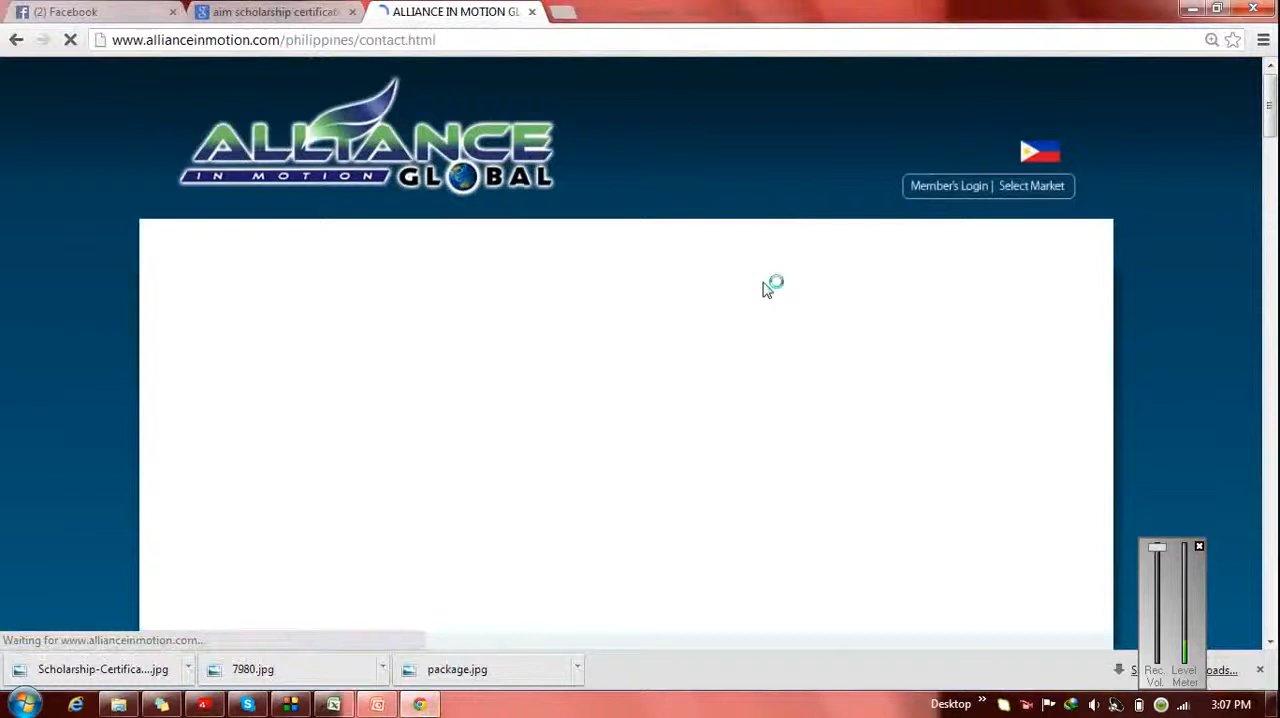 (2) Facebook
aim scholarship certificat
ALLIANCE IN MOTION GL
www.allianceinmotion.com/philippines/contact.html
ALLIANCE
IN MOTION GLOBAL
Member's Login | Select Market
Waiting for www.allianceinmotion.com...
Scholarship-Certifica....jpg
7980.jpg
package.jpg
oads...
Rec. Level
Vol. Meter
Desktop
3:07 PM